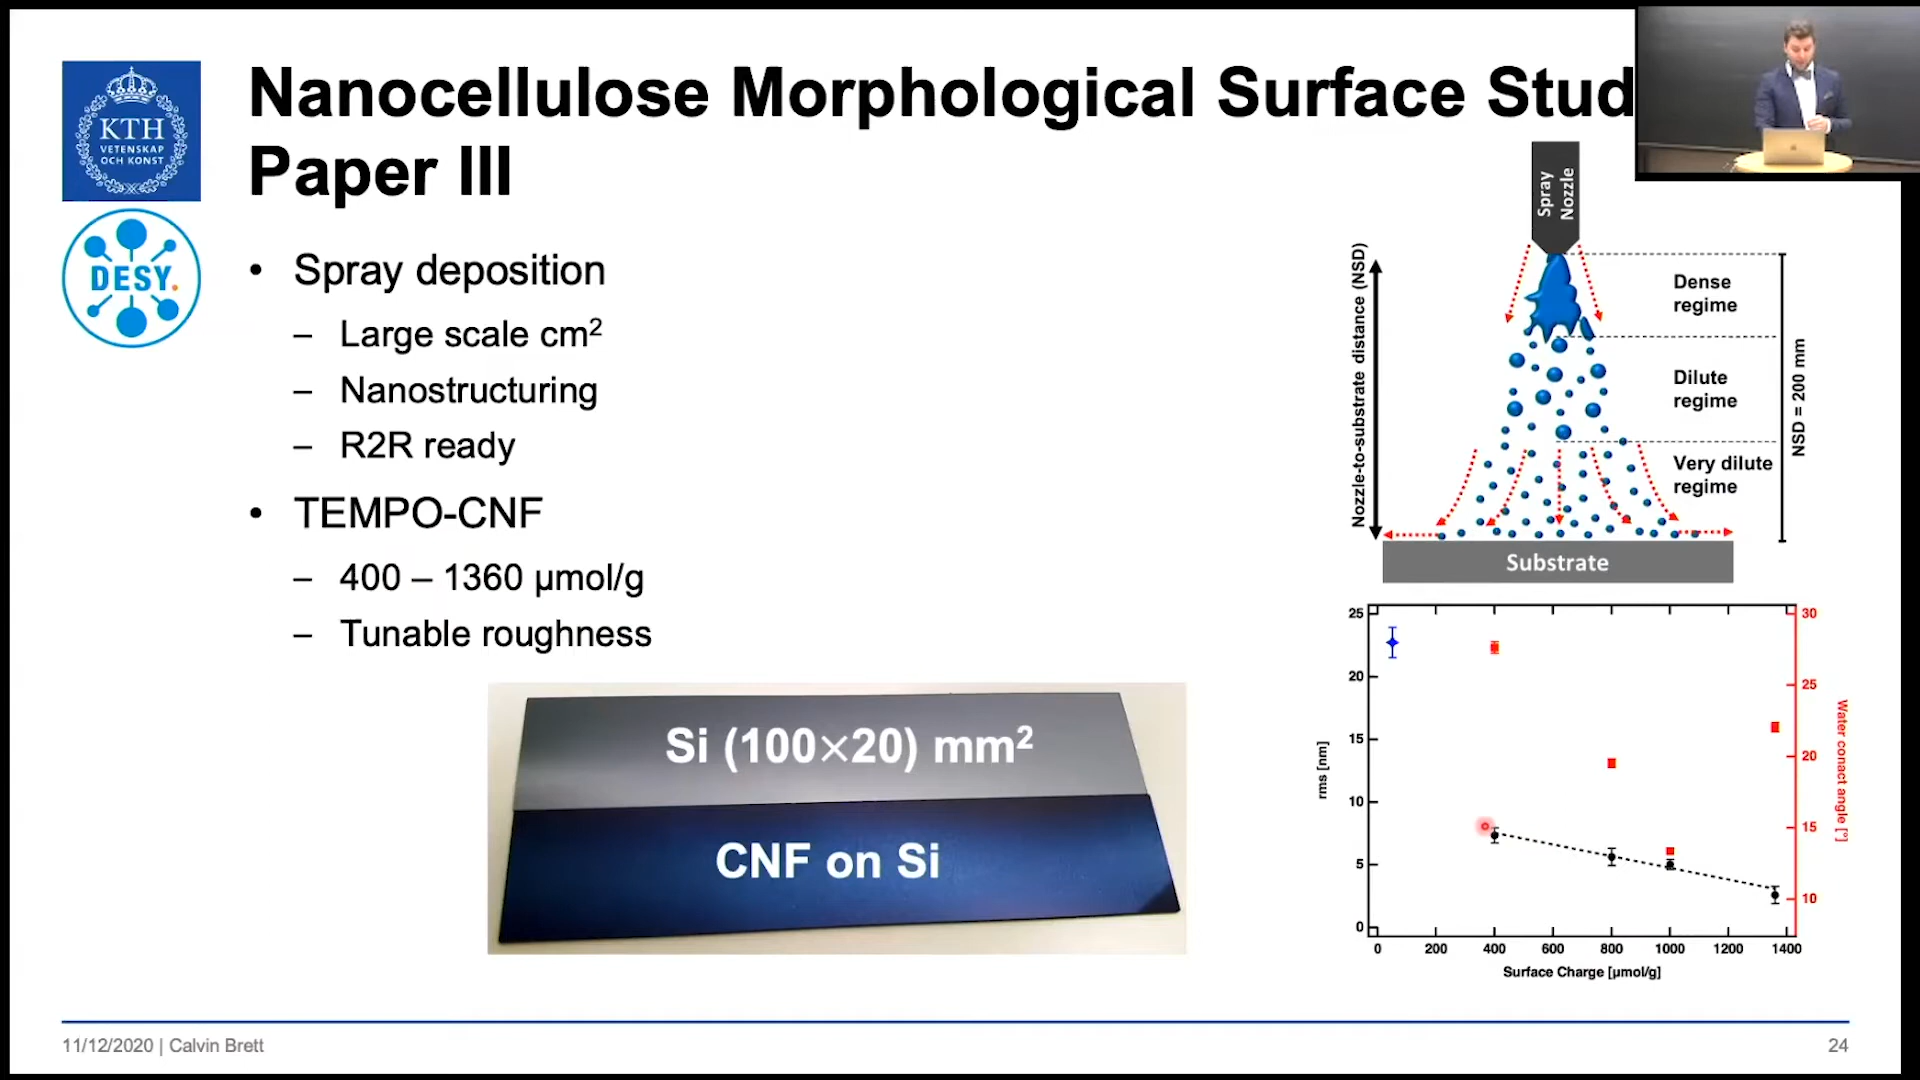 Nanocellulose Morphological Surface Stud
Paper III
KTH
VETENSKAP
OCH KONST
DESY.
• Spray deposition
– Large scale cm²
– Nanostructuring
– R2R ready
• TEMPO-CNF
– 400 – 1360 µmol/g
– Tunable roughness
Si (100×20) mm²
CNF on Si
Spray
Nozzle
Nozzle-to-substrate distance (NSD)
Dense
regime
Dilute
regime
Very dilute
regime
NSD = 200 mm
Substrate
25
20
15
10
5
0
rms [nm]
30
25
20
15
10
Water conact angle [°]
0 200 400 600 800 1000 1200 1400
Surface Charge [µmol/g]
11/12/2020 | Calvin Brett
24